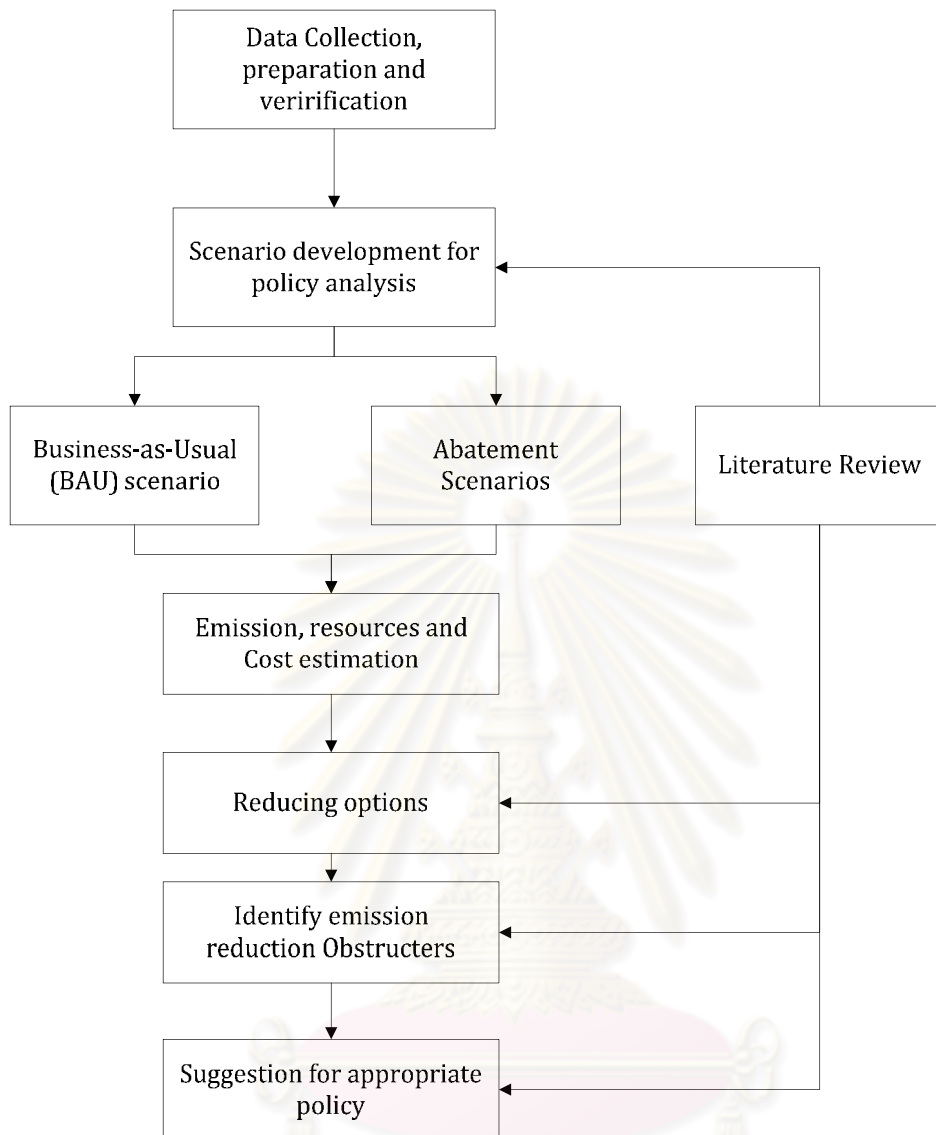 Data Collection,
preparation and
verirification
Scenario development for
policy analysis
Business-as-Usual
(BAU) scenario
Abatement
Scenarios
Literature Review
Emission, resources and
Cost estimation
Reducing options
Identify emission
reduction Obstructers
Suggestion for appropriate
policy